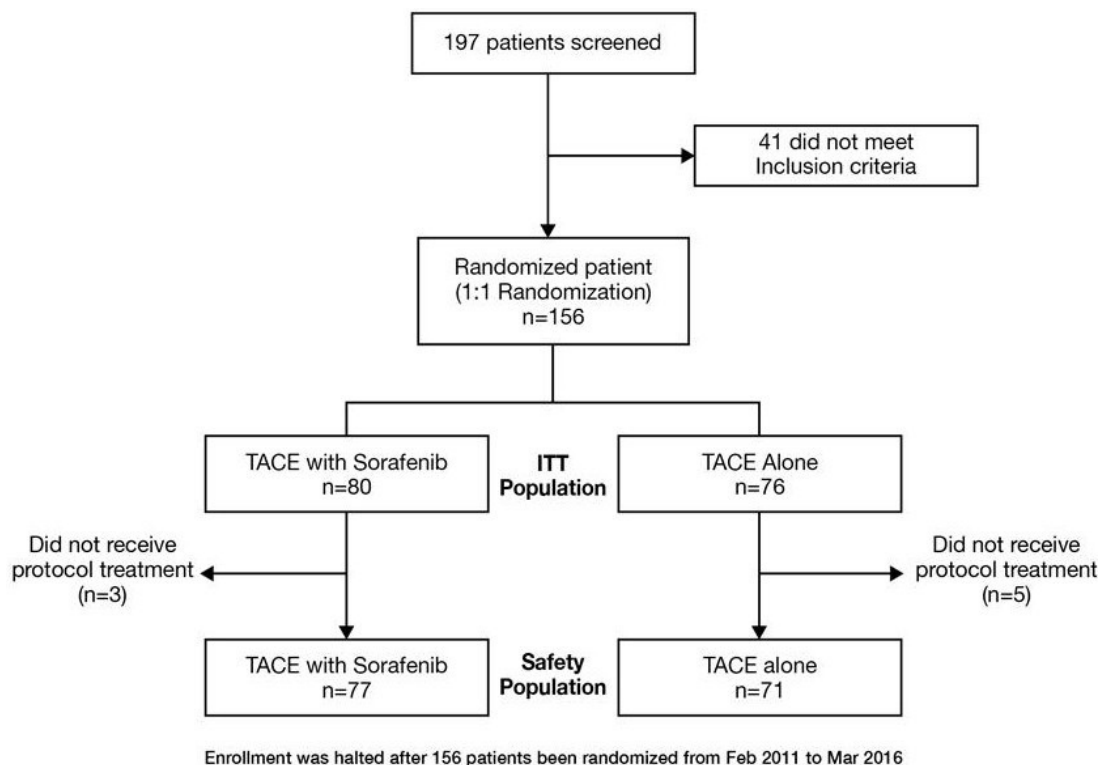 197 patients screened
41 did not meet
Inclusion criteria
Randomized patient
(1:1 Randomization)
n=156
TACE with Sorafenib
n=80
ITT
Population
TACE Alone
n=76
Did not receive
protocol treatment
(n=3)
Did not receive
protocol treatment
(n=5)
TACE with Sorafenib
n=77
Safety
Population
TACE alone
n=71
Enrollment was halted after 156 patients been randomized from Feb 2011 to Mar 2016